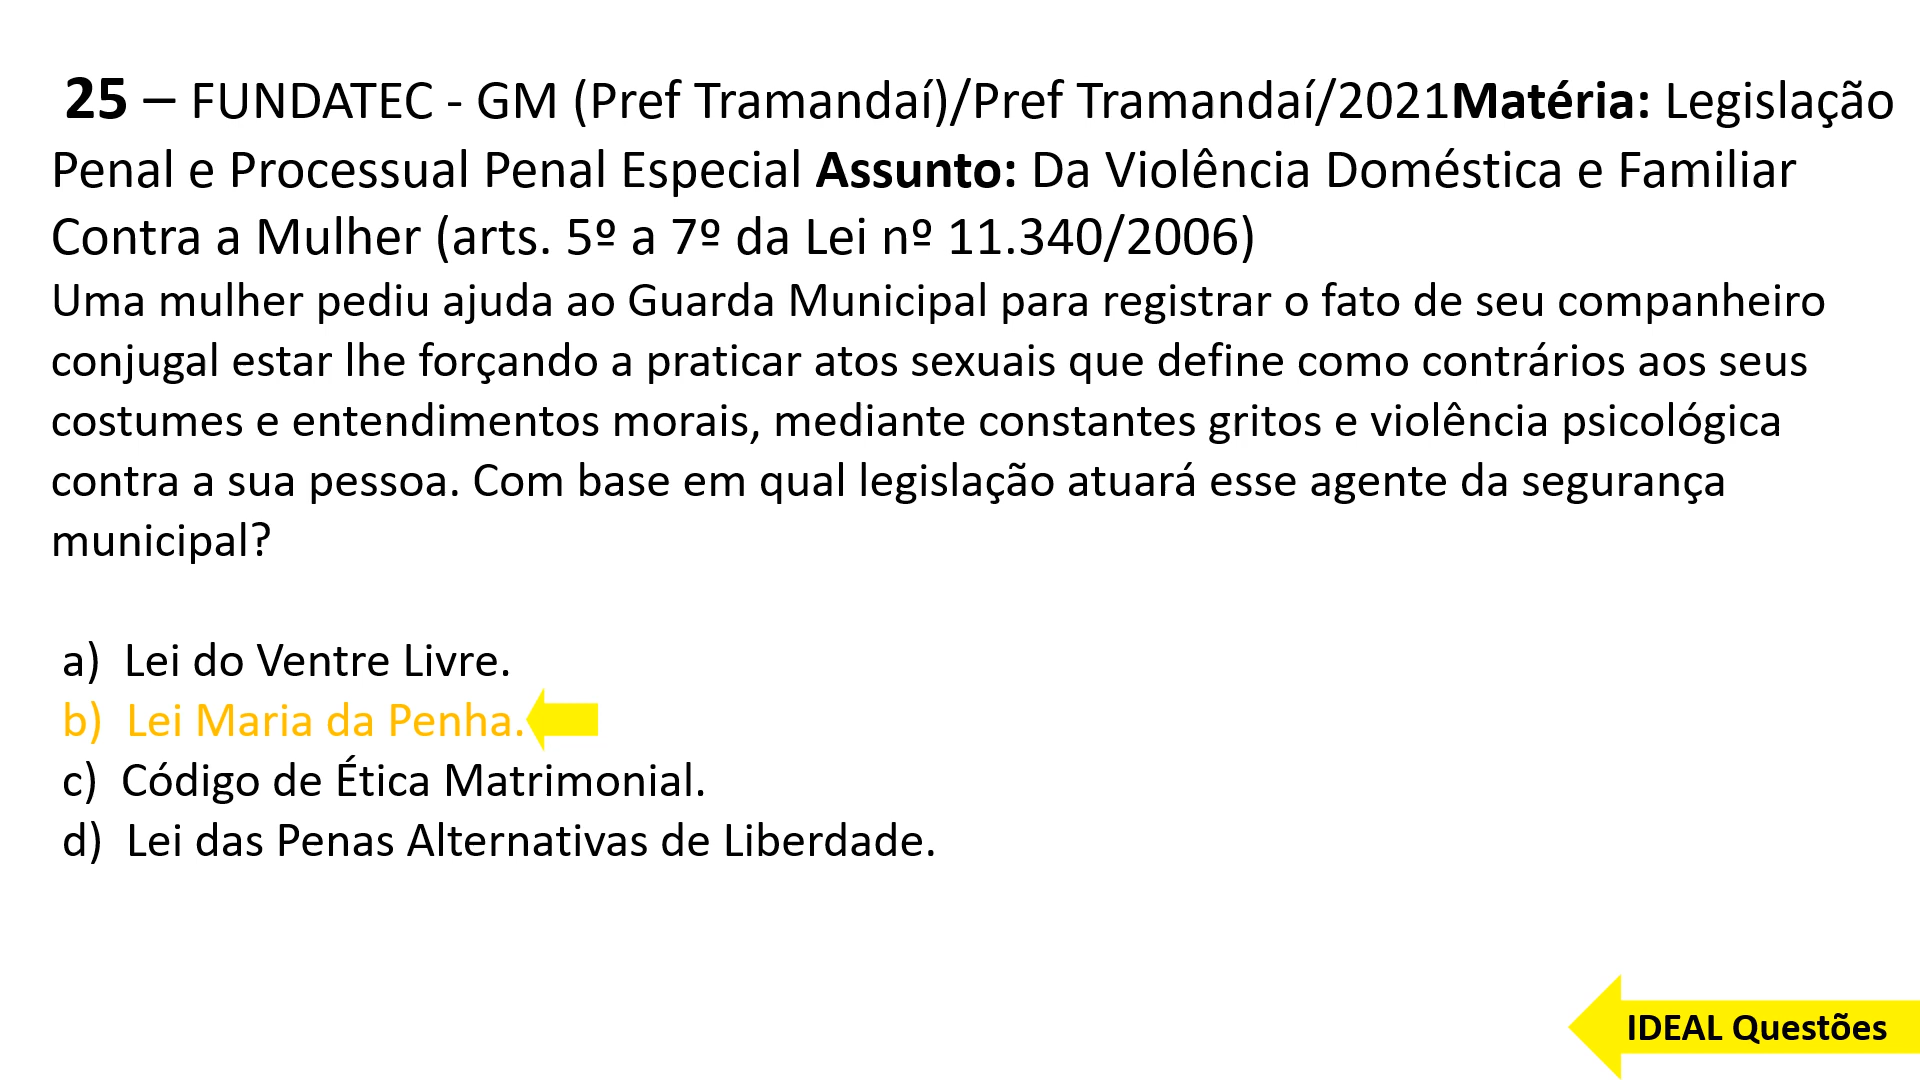 25 – FUNDATEC - GM (Pref Tramandaí)/Pref Tramandaí/2021Matéria: Legislação
Penal e Processual Penal Especial Assunto: Da Violência Doméstica e Familiar
Contra a Mulher (arts. 5º a 7º da Lei nº 11.340/2006)
Uma mulher pediu ajuda ao Guarda Municipal para registrar o fato de seu companheiro
conjugal estar lhe forçando a praticar atos sexuais que define como contrários aos seus
costumes e entendimentos morais, mediante constantes gritos e violência psicológica
contra a sua pessoa. Com base em qual legislação atuará esse agente da segurança
municipal?
a) Lei do Ventre Livre.
b) Lei Maria da Penha.
c) Código de Ética Matrimonial.
d) Lei das Penas Alternativas de Liberdade.
IDEAL Questões